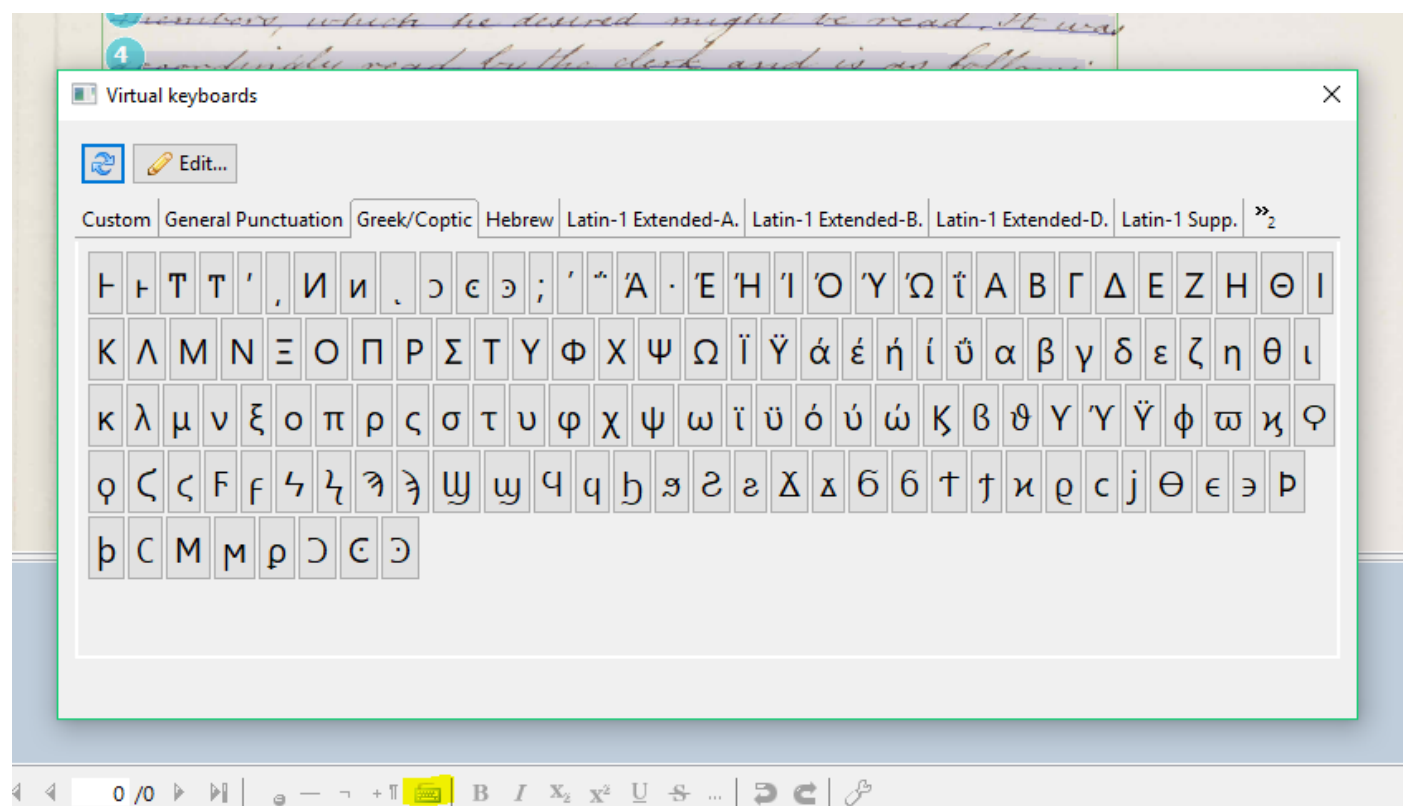 members, which he desired might be read. It was
4 accordingly read by the clerk and is as follows:
Virtual keyboards
Edit...
Custom General Punctuation Greek/Coptic Hebrew Latin-1 Extended-A. Latin-1 Extended-B. Latin-1 Extended-D. Latin-1 Supp. »2
Ͱ ͱ Ͳ ͳ ʹ ͵ Ͷ ͷ ͺ ͻ ͼ ͽ ; ΄ ΅ Ά · Έ Ή Ί Ό Ύ Ώ ΐ Α Β Γ Δ Ε Ζ Η Θ Ι
Κ Λ Μ Ν Ξ Ο Π Ρ Σ Τ Υ Φ Χ Ψ Ω Ϊ Ϋ ά έ ή ί ΰ α β γ δ ε ζ η θ ι
κ λ μ ν ξ ο π ρ ς σ τ υ φ χ ψ ω ϊ ϋ ό ύ ώ Ϗ ϐ ϑ ϒ ϓ ϔ ϕ ϖ ϗ Ϙ
ϙ Ϛ ϛ Ϝ ϝ Ϟ ϟ Ϡ ϡ Ϣ ϣ Ϥ ϥ ϧ ϩ Ϩ ϩ Ϫ ϫ Ϭ ϭ Ϯ ϯ ϰ ϱ ϲ ϳ ϴ ϵ ϶ Ϸ
ϸ Ϲ Ϻ ϻ ϼ Ͻ Ͼ Ͽ
0 /0 — ¬ +¶ B I X₂ X² U S ...